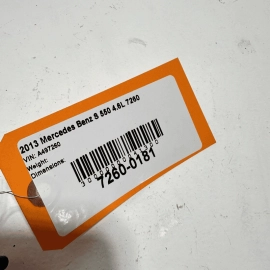 2013 Mercedes Benz S 550 4.6L 7260
VIN: A497260
Weight:
Dimensions:
7260-0181